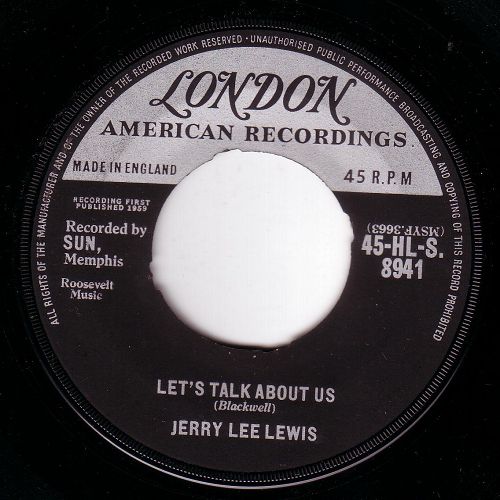 ALL RIGHTS OF THE MANUFACTURER AND OF THE OWNER OF THE RECORDED WORK RESERVED · UNAUTHORISED PUBLIC PERFORMANCE BROADCASTING AND COPYING OF THIS RECORD PROHIBITED
LONDON
AMERICAN RECORDINGS
MADE IN ENGLAND
45 R.P.M
RECORDING FIRST
PUBLISHED 1959
Recorded by
SUN,
Memphis
Roosevelt
Music
(MSYF.3663)
45-HL-S.
8941
LET'S TALK ABOUT US
(Blackwell)
JERRY LEE LEWIS